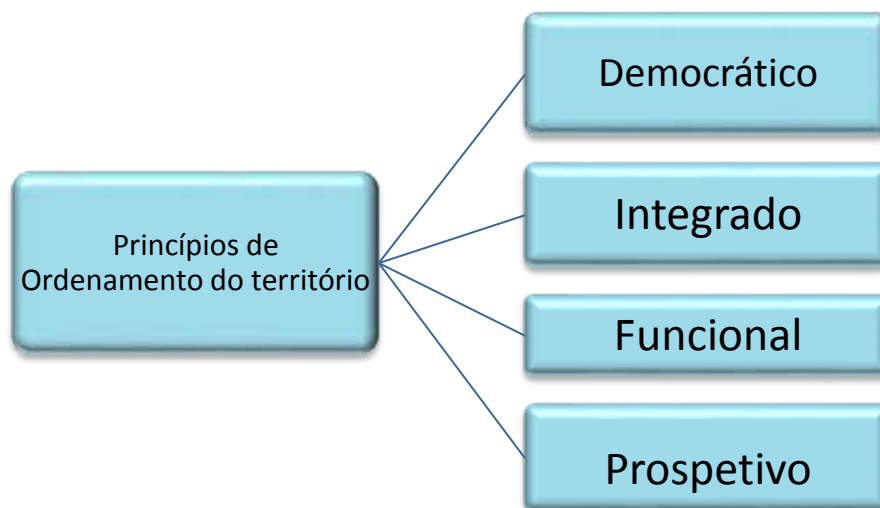 Princípios de
Ordenamento do território
Democrático
Integrado
Funcional
Prospetivo